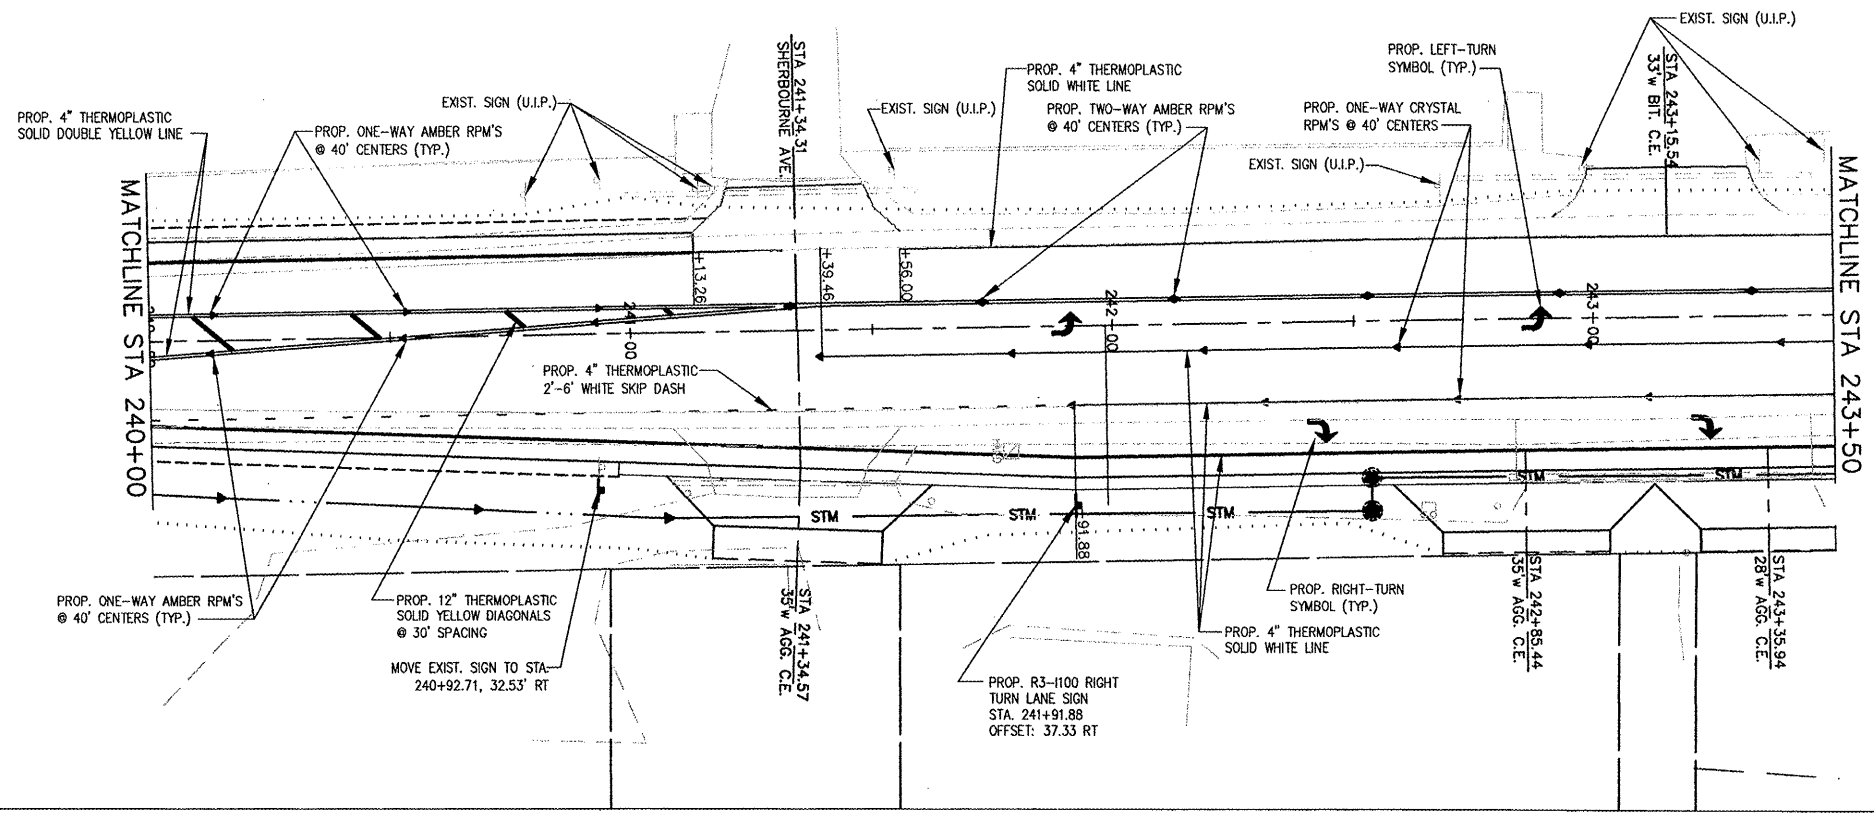 EXIST. SIGN (U.I.P.)
PROP. LEFT-TURN
SYMBOL (TYP.)
STA 243+15.54
33'w BIT. C.E.
STA 241+34.31
SHERBOURNE AVE.
PROP. 4" THERMOPLASTIC
SOLID WHITE LINE
EXIST. SIGN (U.I.P.)
EXIST. SIGN (U.I.P.)
PROP. TWO-WAY AMBER RPM'S
@ 40' CENTERS (TYP.)
PROP. ONE-WAY CRYSTAL
RPM'S @ 40' CENTERS
PROP. 4" THERMOPLASTIC
SOLID DOUBLE YELLOW LINE
PROP. ONE-WAY AMBER RPM'S
@ 40' CENTERS (TYP.)
EXIST. SIGN (U.I.P.)
MATCHLINE STA 240+00
MATCHLINE STA 243+50
+13.26
+39.46
+56.00
241+00
242+00
243+00
PROP. 4" THERMOPLASTIC
2'-6' WHITE SKIP DASH
STM
STM
STM
STM
STM
+91.88
PROP. ONE-WAY AMBER RPM'S
@ 40' CENTERS (TYP.)
PROP. 12" THERMOPLASTIC
SOLID YELLOW DIAGONALS
@ 30' SPACING
MOVE EXIST. SIGN TO STA.
240+92.71, 32.53' RT
STA 241+34.57
35'w AGG. C.E.
PROP. R3-I100 RIGHT
TURN LANE SIGN
STA. 241+91.88
OFFSET: 37.33 RT
PROP. RIGHT-TURN
SYMBOL (TYP.)
PROP. 4" THERMOPLASTIC
SOLID WHITE LINE
STA 242+85.44
35'w AGG. C.E.
STA 243+35.94
28'w AGG. C.E.